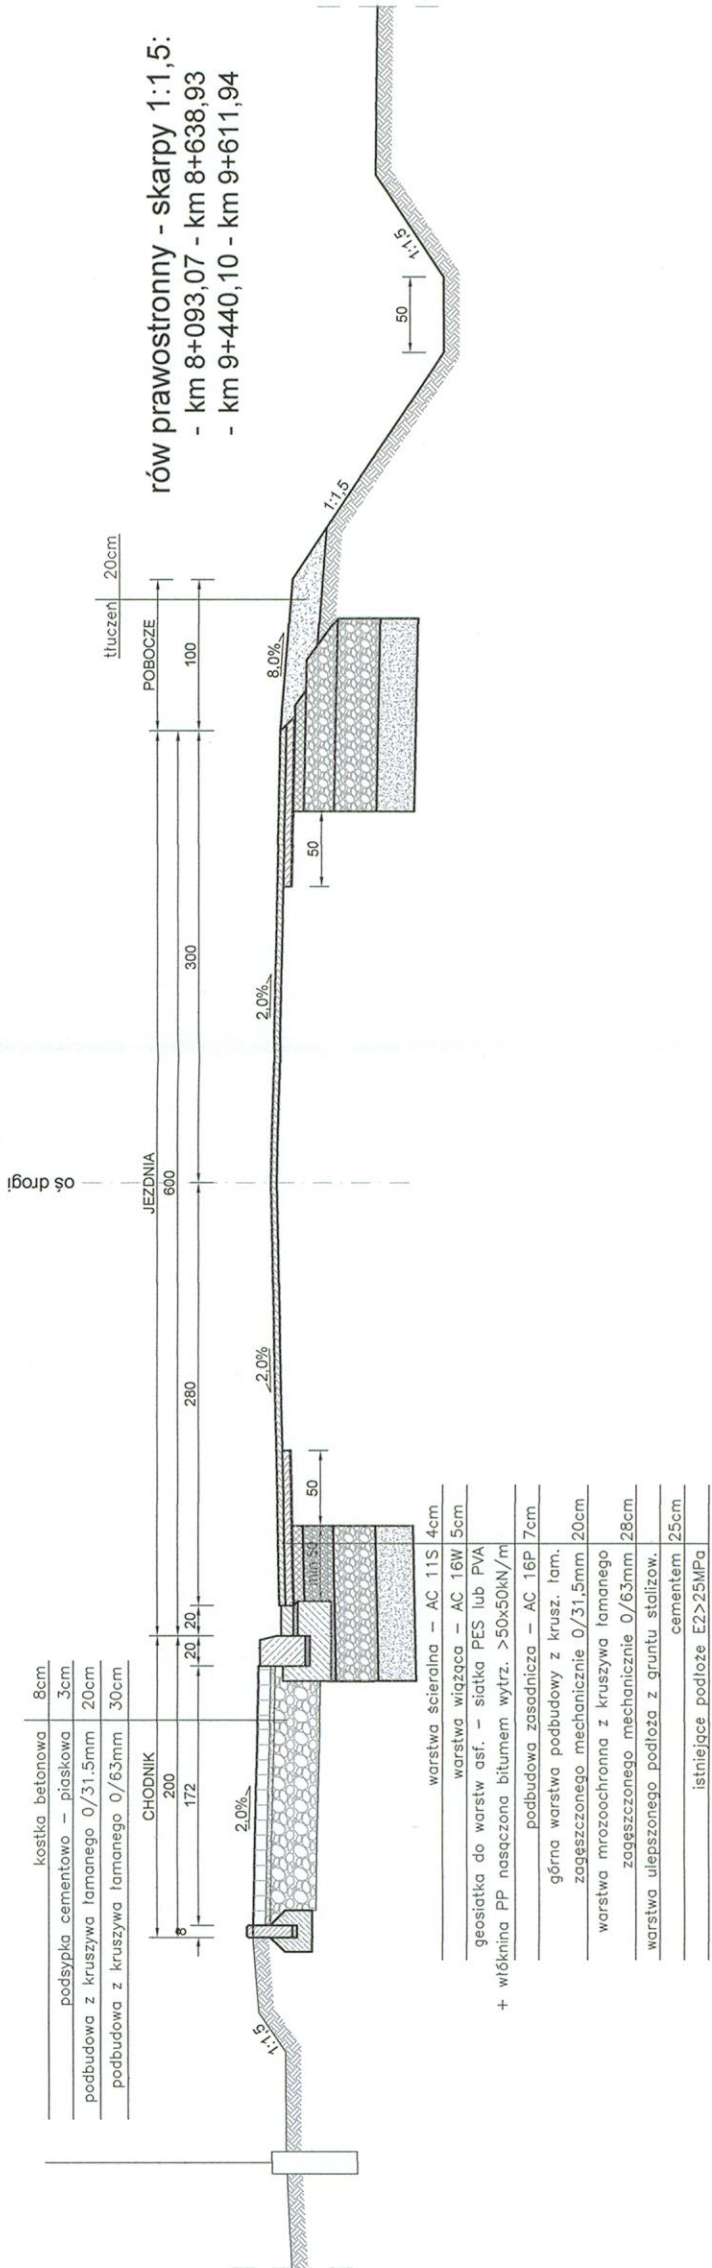 rów prawostronny - skarpy 1:1,5:
- km 8+093,07 - km 8+638,93
- km 9+440,10 - km 9+611,94
oś drogi
kostka betonowa 8cm
podsypka cementowo – piaskowa 3cm
podbudowa z kruszywa łamanego 0/31.5mm 20cm
podbudowa z kruszywa łamanego 0/63mm 30cm
tłuczeń 20cm
CHODNIK
JEZDNIA
POBOCZE
200
600
8
172
20
20
280
300
100
1:1,5
2,0%
2,0%
2,0%
8,0%
1:1,5
1:1,5
min 50
50
50
50
warstwa ścieralna – AC 11S 4cm
warstwa wiążąca – AC 16W 5cm
geosiatka do warstw asf. – siatka PES lub PVA
+ włóknina PP nasączona bitumem wytrz. >50x50kN/m
podbudowa zasadnicza – AC 16P 7cm
górna warstwa podbudowy z krusz. łam.
zagęszczonego mechanicznie 0/31,5mm 20cm
warstwa mrozoochronna z kruszywa łamanego
zagęszczonego mechanicznie 0/63mm 28cm
warstwa ulepszonego podłoża z gruntu stalizow.
cementem 25cm
istniejące podłoże E2>25MPa